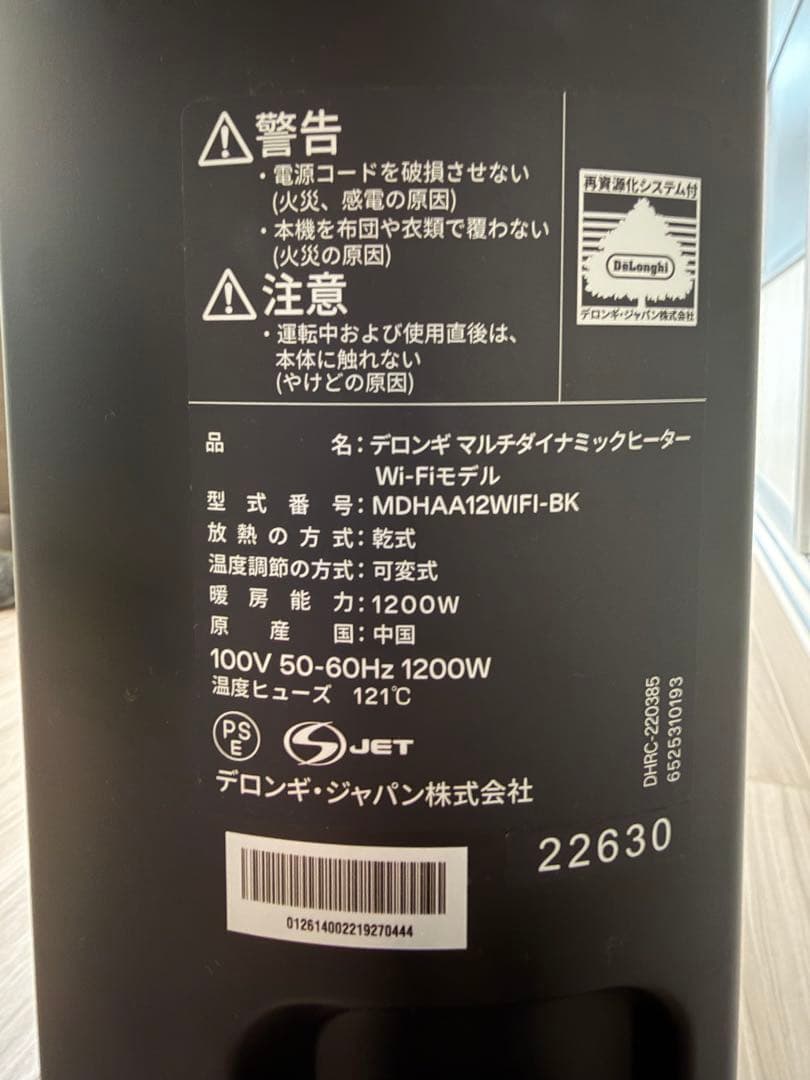 警告
・電源コードを破損させない
(火災、感電の原因)
・本機を布団や衣類で覆わない
(火災の原因)
注意
・運転中および使用直後は、
本体に触れない
(やけどの原因)
再資源化システム付
DeLonghi
デロンギ・ジャパン株式会社
品名：デロンギ マルチダイナミックヒーター
Wi-Fiモデル
型式番号：MDHAA12WIFI-BK
放熱の方式：乾式
温度調節の方式：可変式
暖房能力：1200W
原産国：中国
100V 50-60Hz 1200W
温度ヒューズ 121℃
PS
E
S JET
デロンギ・ジャパン株式会社
DHRC-220385
6525310193
22630
012614002219270444